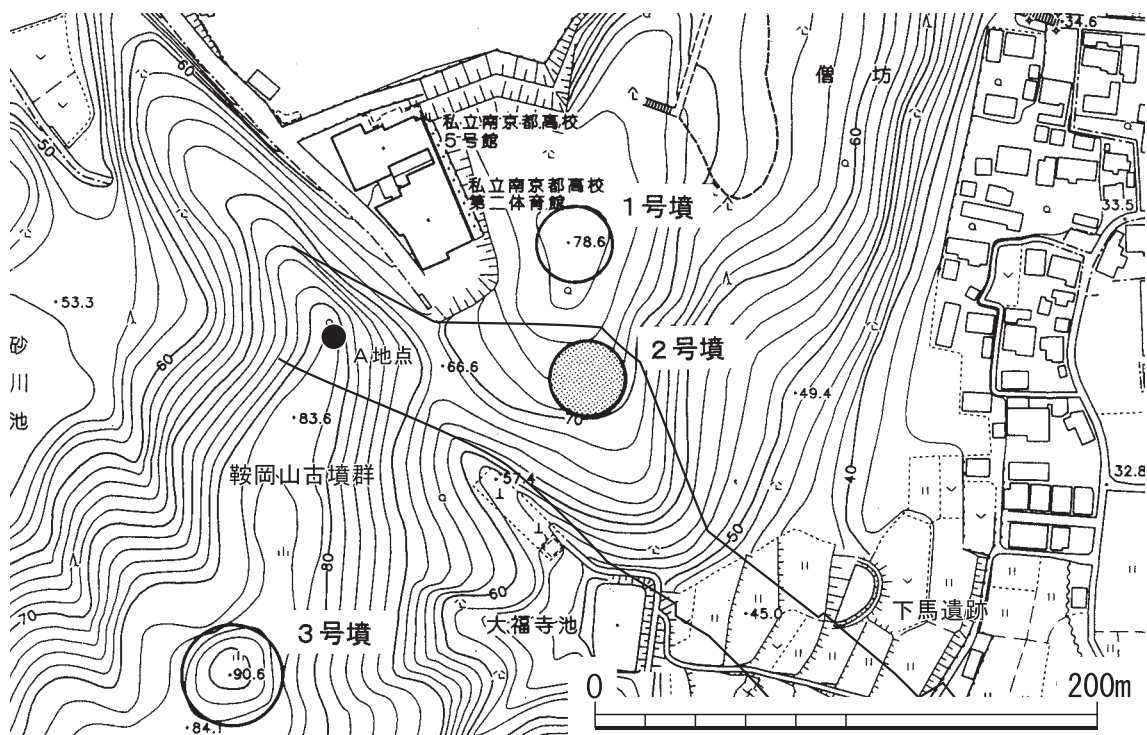 34.6
60
僧坊
50
私立南京都高校
5号館
60
私立南京都高校
第二体育館
1号墳
33.5
78.6
53.3
2号墳
A地点
66.6
60
49.4
砂川池
83.6
70
40
32.8
鞍岡山古墳群
57.4
50
80
60
大福寺池
45.0
下馬遺跡
70
3号墳
90.6
84.1
0 200m